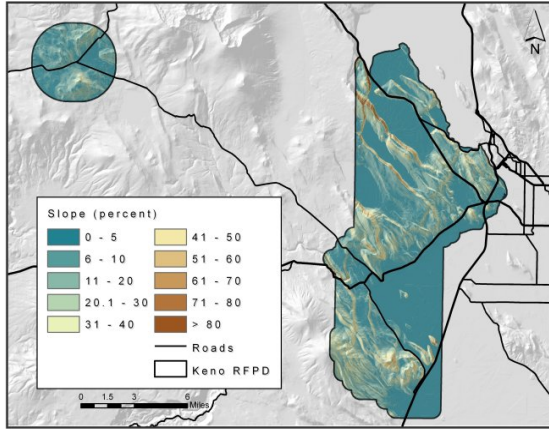 N
Slope (percent)
0 - 5
6 - 10
11 - 20
20.1 - 30
31 - 40
41 - 50
51 - 60
61 - 70
71 - 80
> 80
Roads
Keno RFPD
0 1.5 3 6
Miles